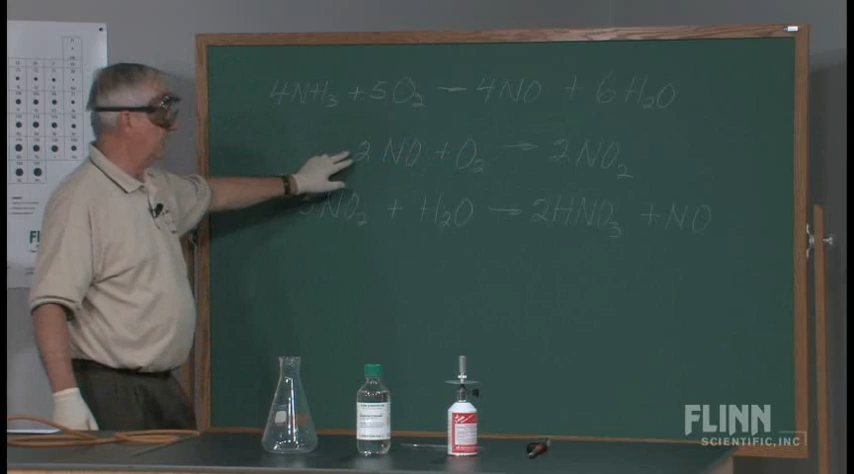 4NH₃ + 5O₂ → 4NO + 6H₂O
2NO + O₂ → 2NO₂
3NO₂ + H₂O → 2HNO₃ + NO
FLINN
SCIENTIFIC, INC